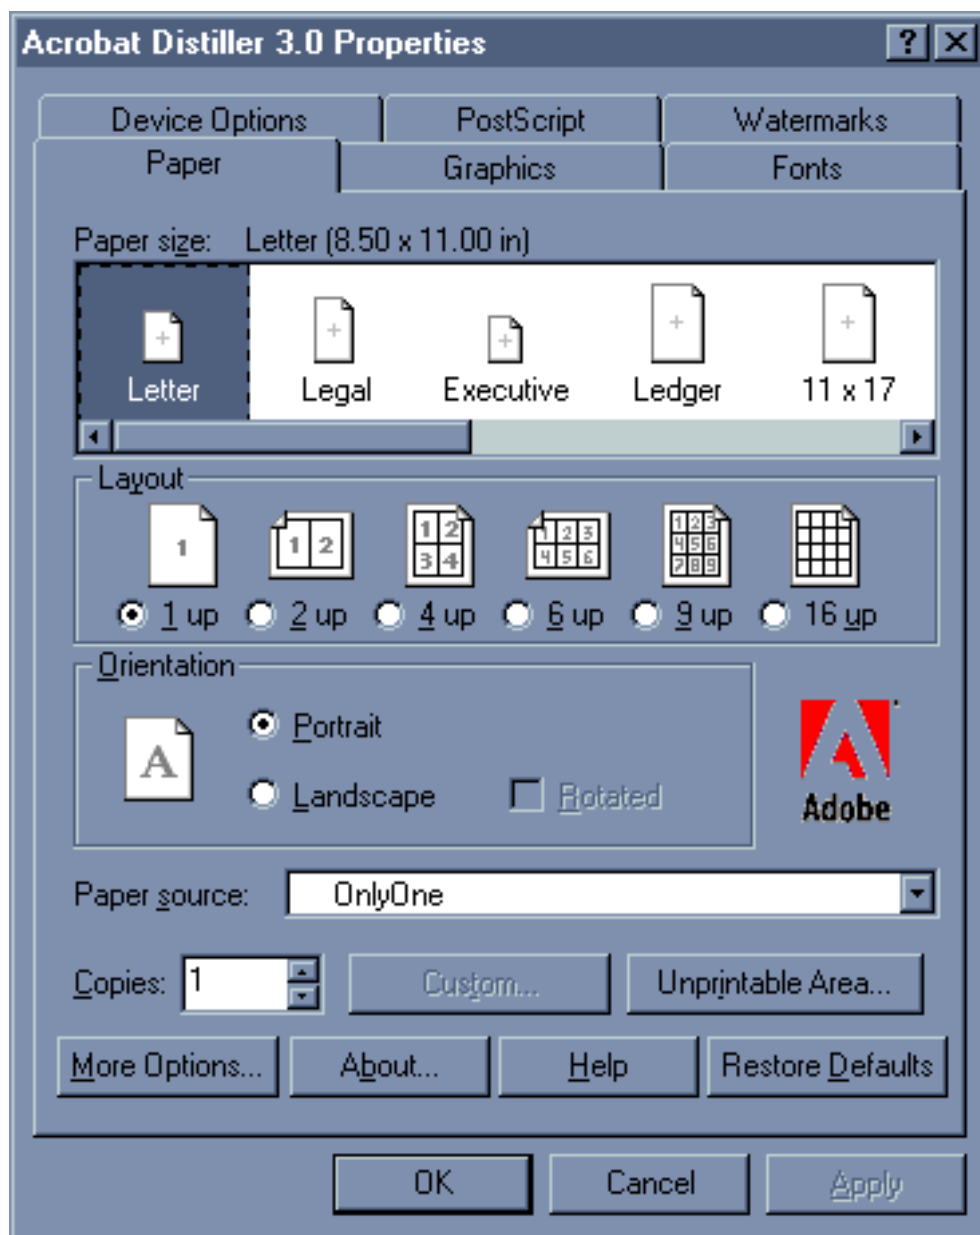 Acrobat Distiller 3.0 Properties
Device Options PostScript Watermarks
Paper Graphics Fonts
Paper size: Letter (8.50 x 11.00 in)
Letter Legal Executive Ledger 11 x 17
Layout
1 1 2 1 2 3 4 1 2 3 4 5 6 1 2 3 4 5 6 7 8 9
1 up 2 up 4 up 6 up 9 up 16 up
Orientation
A
Portrait
Landscape Rotated
Adobe
Paper source: OnlyOne
Copies: 1 Custom... Unprintable Area...
More Options... About... Help Restore Defaults
OK Cancel Apply